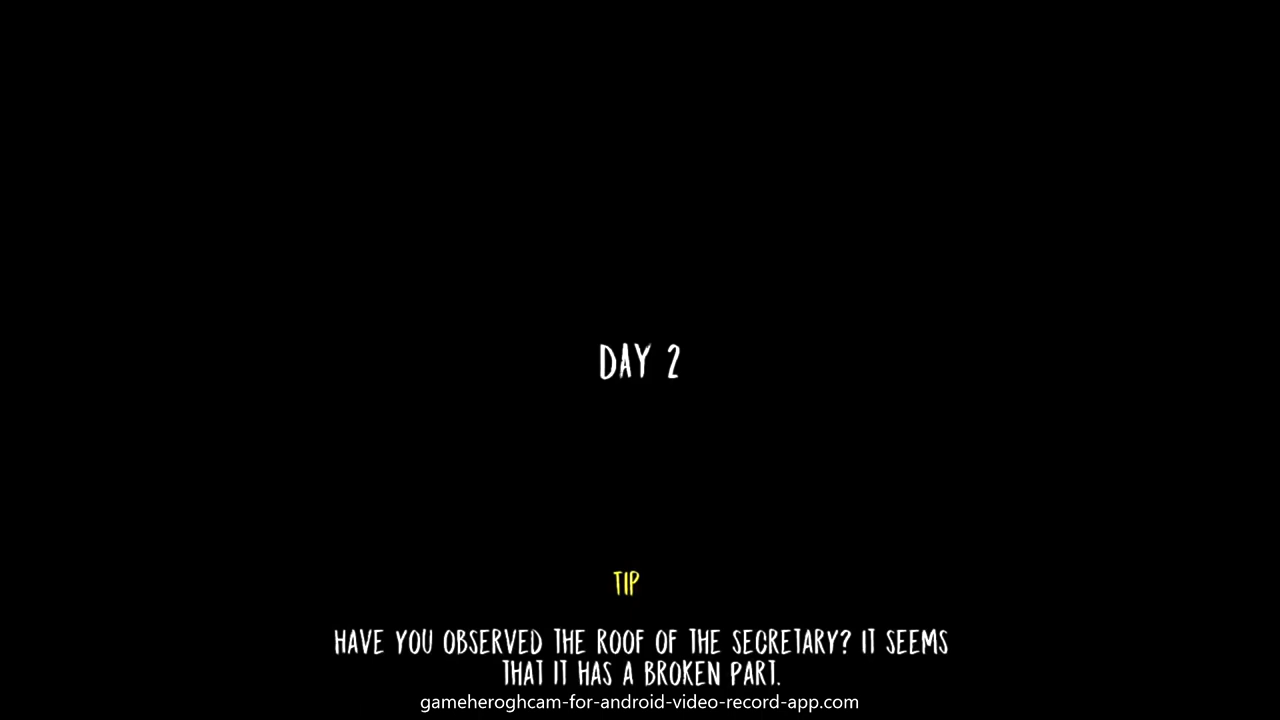 DAY 2
TIP
HAVE YOU OBSERVED THE ROOF OF THE SECRETARY? IT SEEMS
THAT IT HAS A BROKEN PART.
gameheroghcam-for-android-video-record-app.com